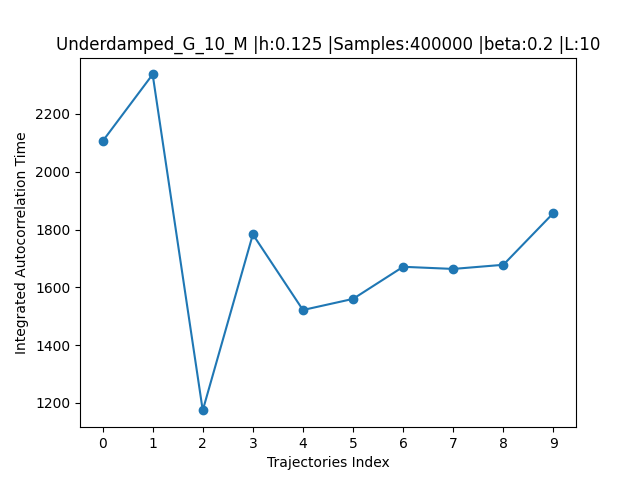 Underdamped_G_10_M |h:0.125 |Samples:400000 |beta:0.2 |L:10
Integrated Autocorrelation Time
2200
2000
1800
1600
1400
1200
0 1 2 3 4 5 6 7 8 9
Trajectories Index